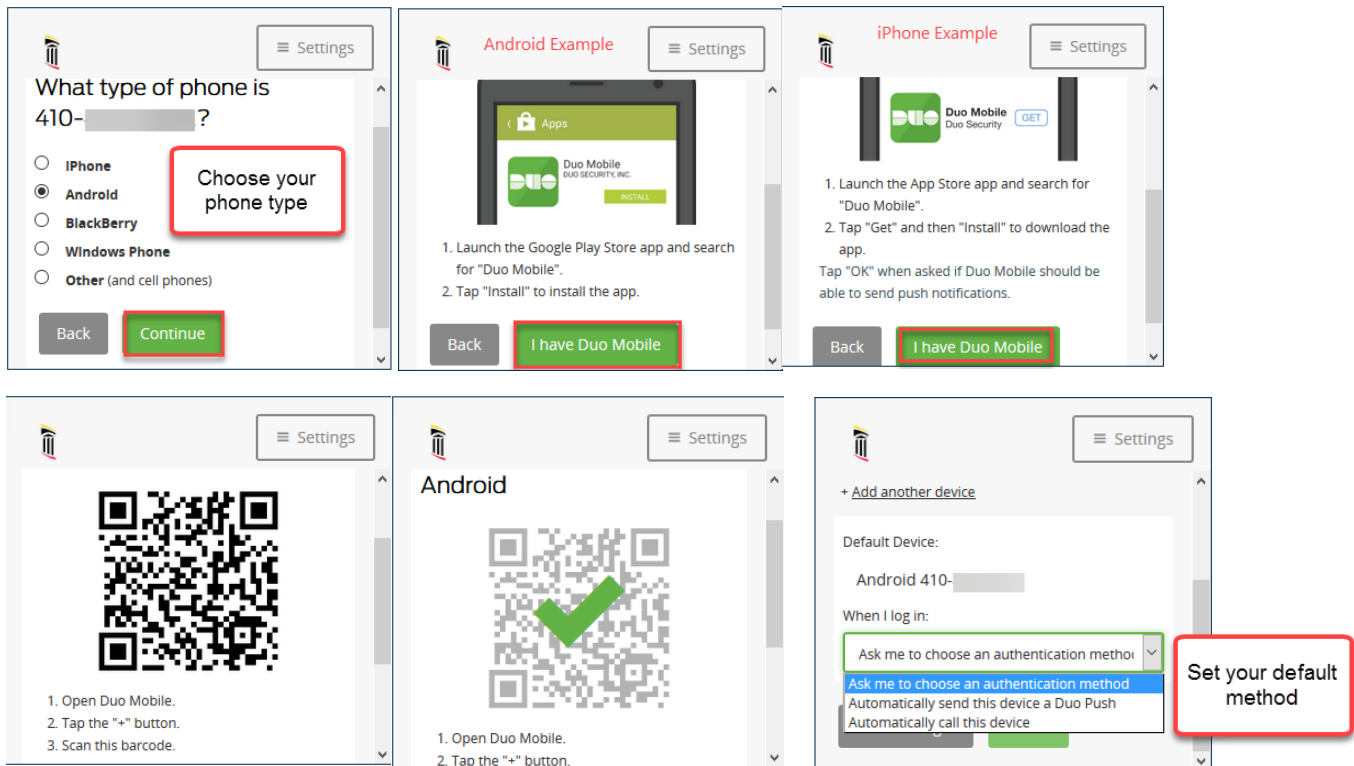 ≡ Settings
What type of phone is
410-              ?
IPhone
Android
BlackBerry
Windows Phone
Other (and cell phones)
Choose your
phone type
Back
Continue
Android Example
≡ Settings
Apps
Duo Mobile
DUO SECURITY, INC.
INSTALL
DUO
1. Launch the Google Play Store app and search
for "Duo Mobile".
2. Tap "Install" to install the app.
Back
I have Duo Mobile
iPhone Example
≡ Settings
DUO
Duo Mobile
Duo Security
GET
1. Launch the App Store app and search for
"Duo Mobile".
2. Tap "Get" and then "Install" to download the
app.
Tap "OK" when asked if Duo Mobile should be
able to send push notifications.
Back
I have Duo Mobile
≡ Settings
1. Open Duo Mobile.
2. Tap the "+" button.
3. Scan this barcode.
≡ Settings
Android
1. Open Duo Mobile.
2. Tap the "+" button.
≡ Settings
+ Add another device
Default Device:
Android 410-
When I log in:
Ask me to choose an authentication
Ask me to choose an authentication method
Automatically send this device a Duo Push
Automatically call this device
Set your default
method